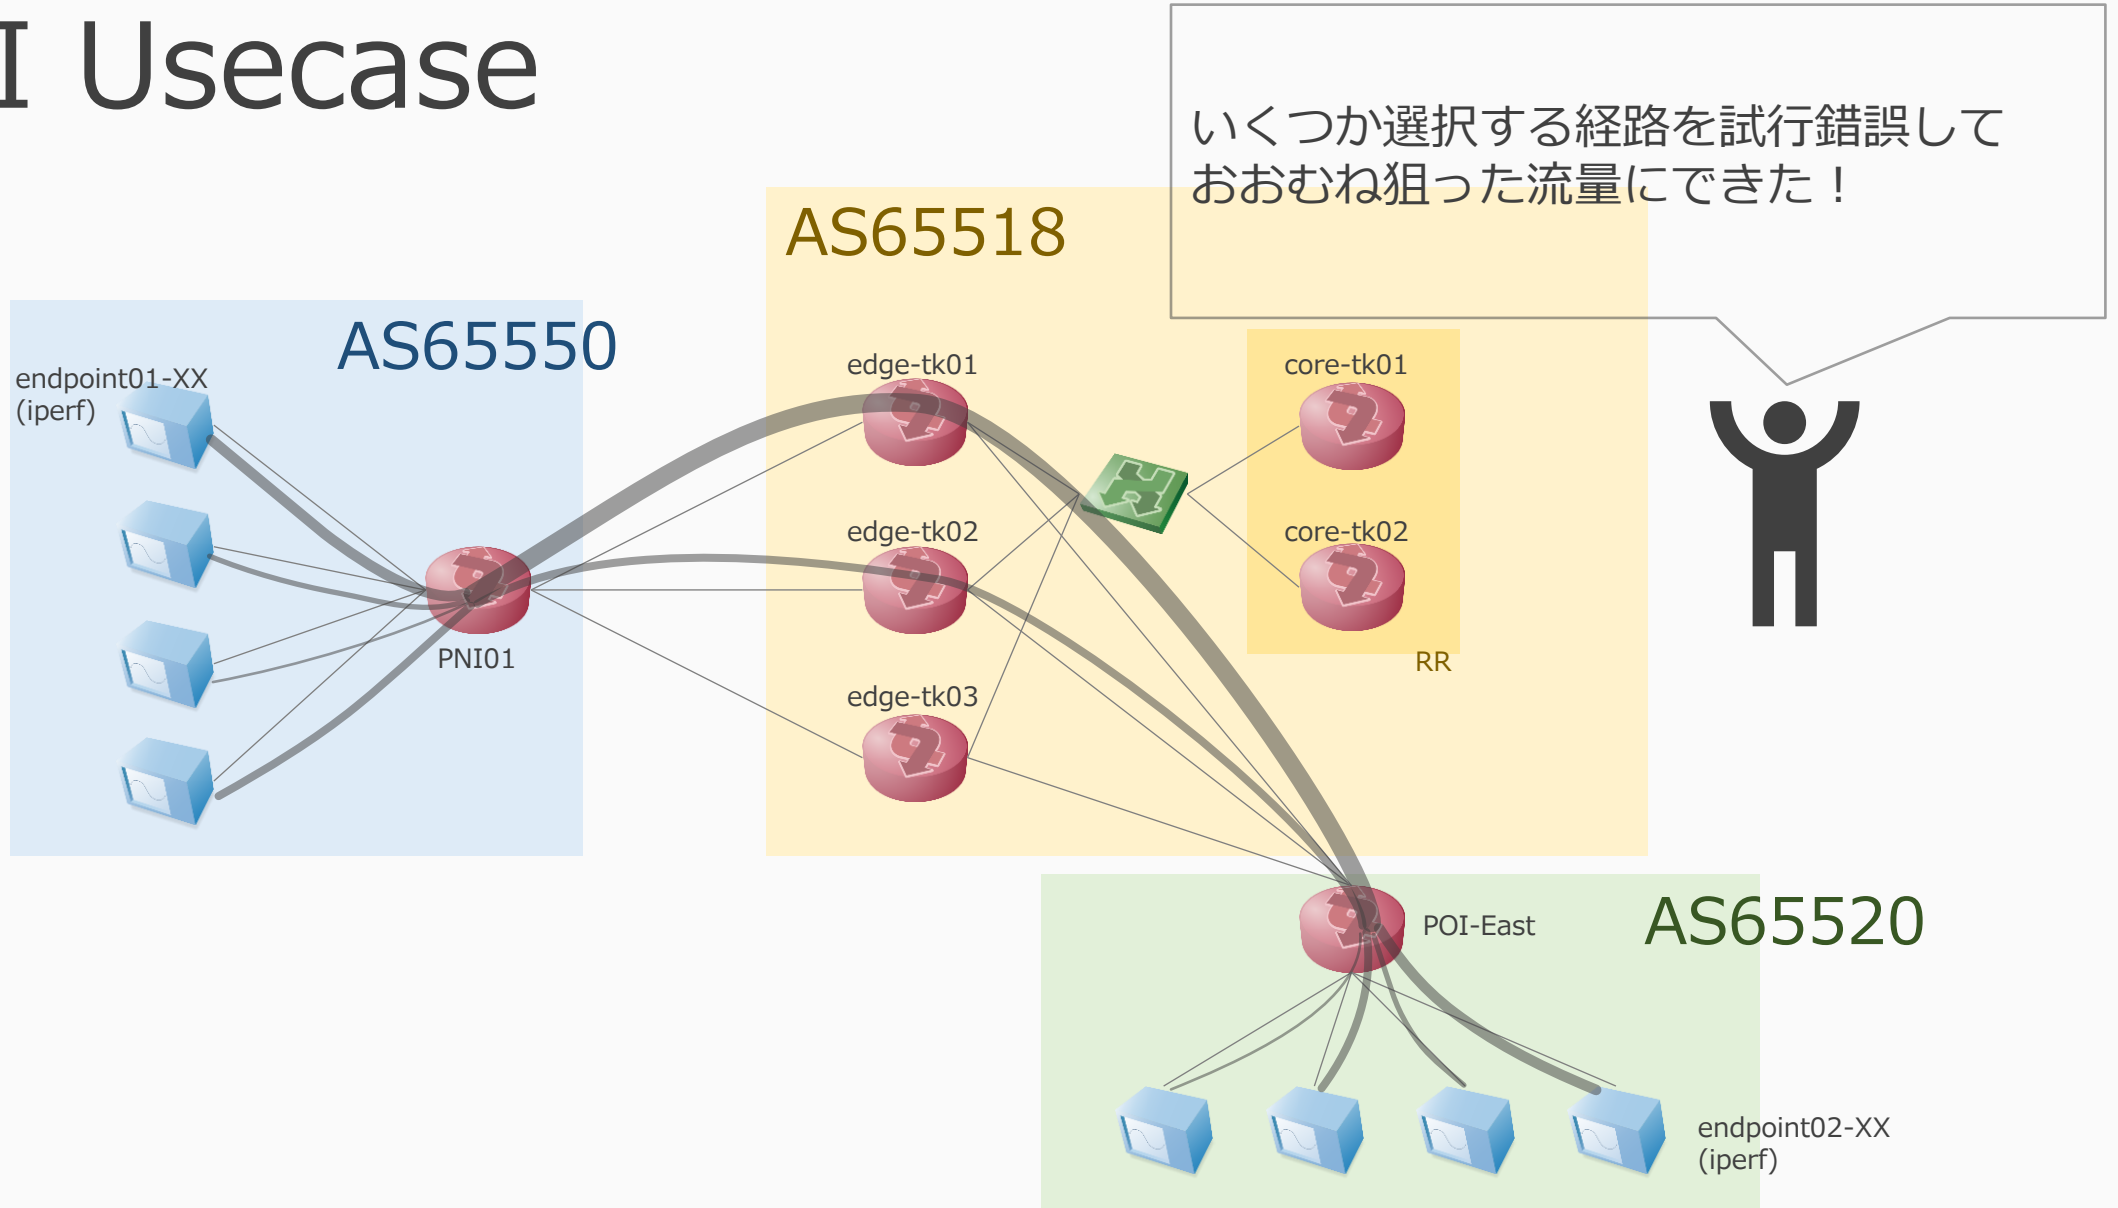 I Usecase
いくつか選択する経路を試行錯誤して
おおむね狙った流量にできた！
AS65518
AS65550
endpoint01-XX
(iperf)
edge-tk01
core-tk01
edge-tk02
core-tk02
PNI01
RR
edge-tk03
POI-East
AS65520
endpoint02-XX
(iperf)